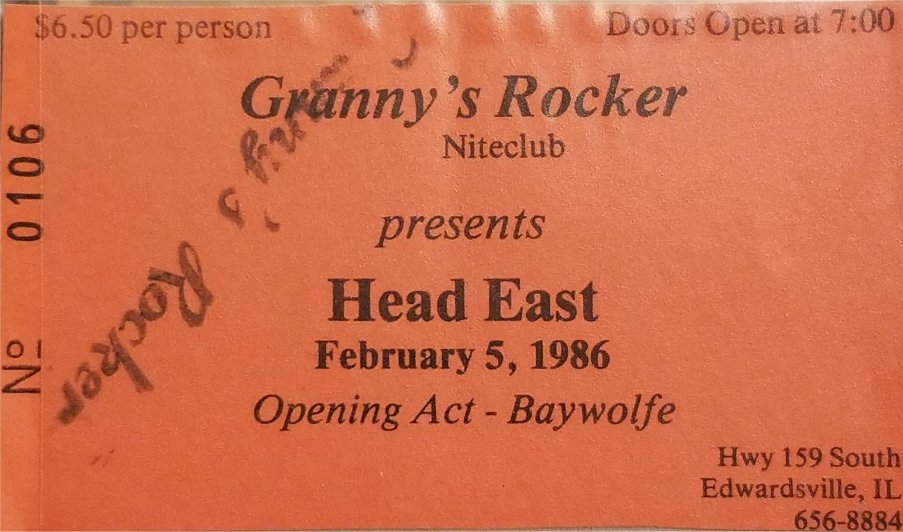 $6.50 per person
Doors Open at 7:00
Granny's Rocker
Niteclub
presents
Head East
February 5, 1986
Opening Act - Baywolfe
Hwy 159 South
Edwardsville, IL
656-8884
Nº 0106
Rocker